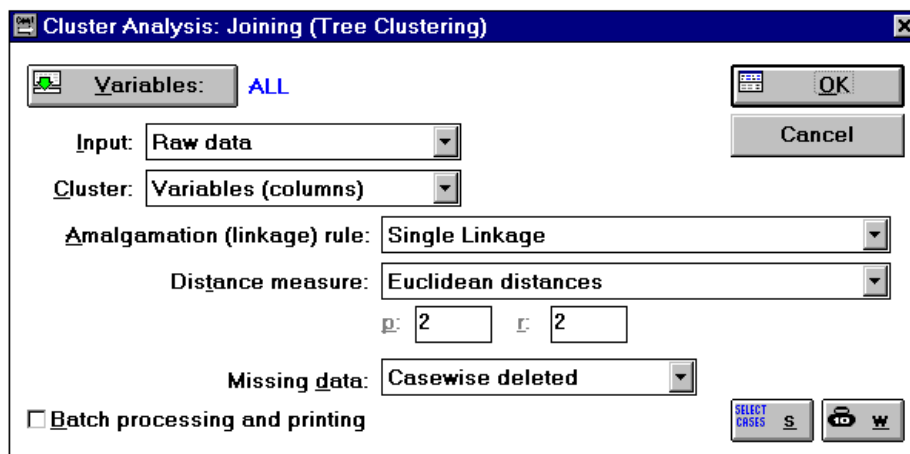 Cluster Analysis: Joining (Tree Clustering)
Variables: ALL
OK
Input: Raw data
Cancel
Cluster: Variables (columns)
Amalgamation (linkage) rule: Single Linkage
Distance measure: Euclidean distances
p: 2 r: 2
Missing data: Casewise deleted
Batch processing and printing
SELECT
CASES S
w